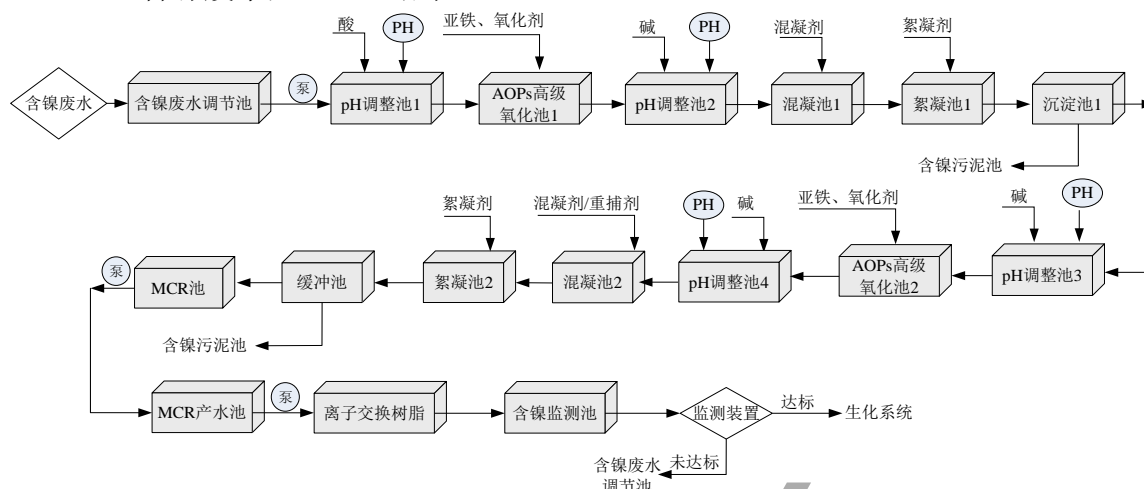 酸
PH
亚铁、氧化剂
碱
PH
混凝剂
絮凝剂
含镍废水
含镍废水调节池
泵
pH调整池1
AOPs高级
氧化池1
pH调整池2
混凝池1
絮凝池1
沉淀池1
含镍污泥池
絮凝剂
混凝剂/重捕剂
PH
碱
亚铁、氧化剂
碱
PH
泵
MCR池
缓冲池
絮凝池2
混凝池2
pH调整池4
AOPs高级
氧化池2
pH调整池3
含镍污泥池
MCR产水池
泵
离子交换树脂
含镍监测池
监测装置
达标
生化系统
未达标
含镍废水
调节池